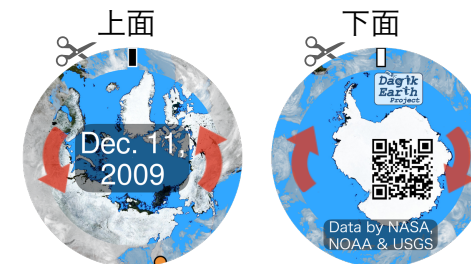 上面
下面
Dec. 11
2009
Dagik
Earth
Project
Data by NASA,
NOAA & USGS